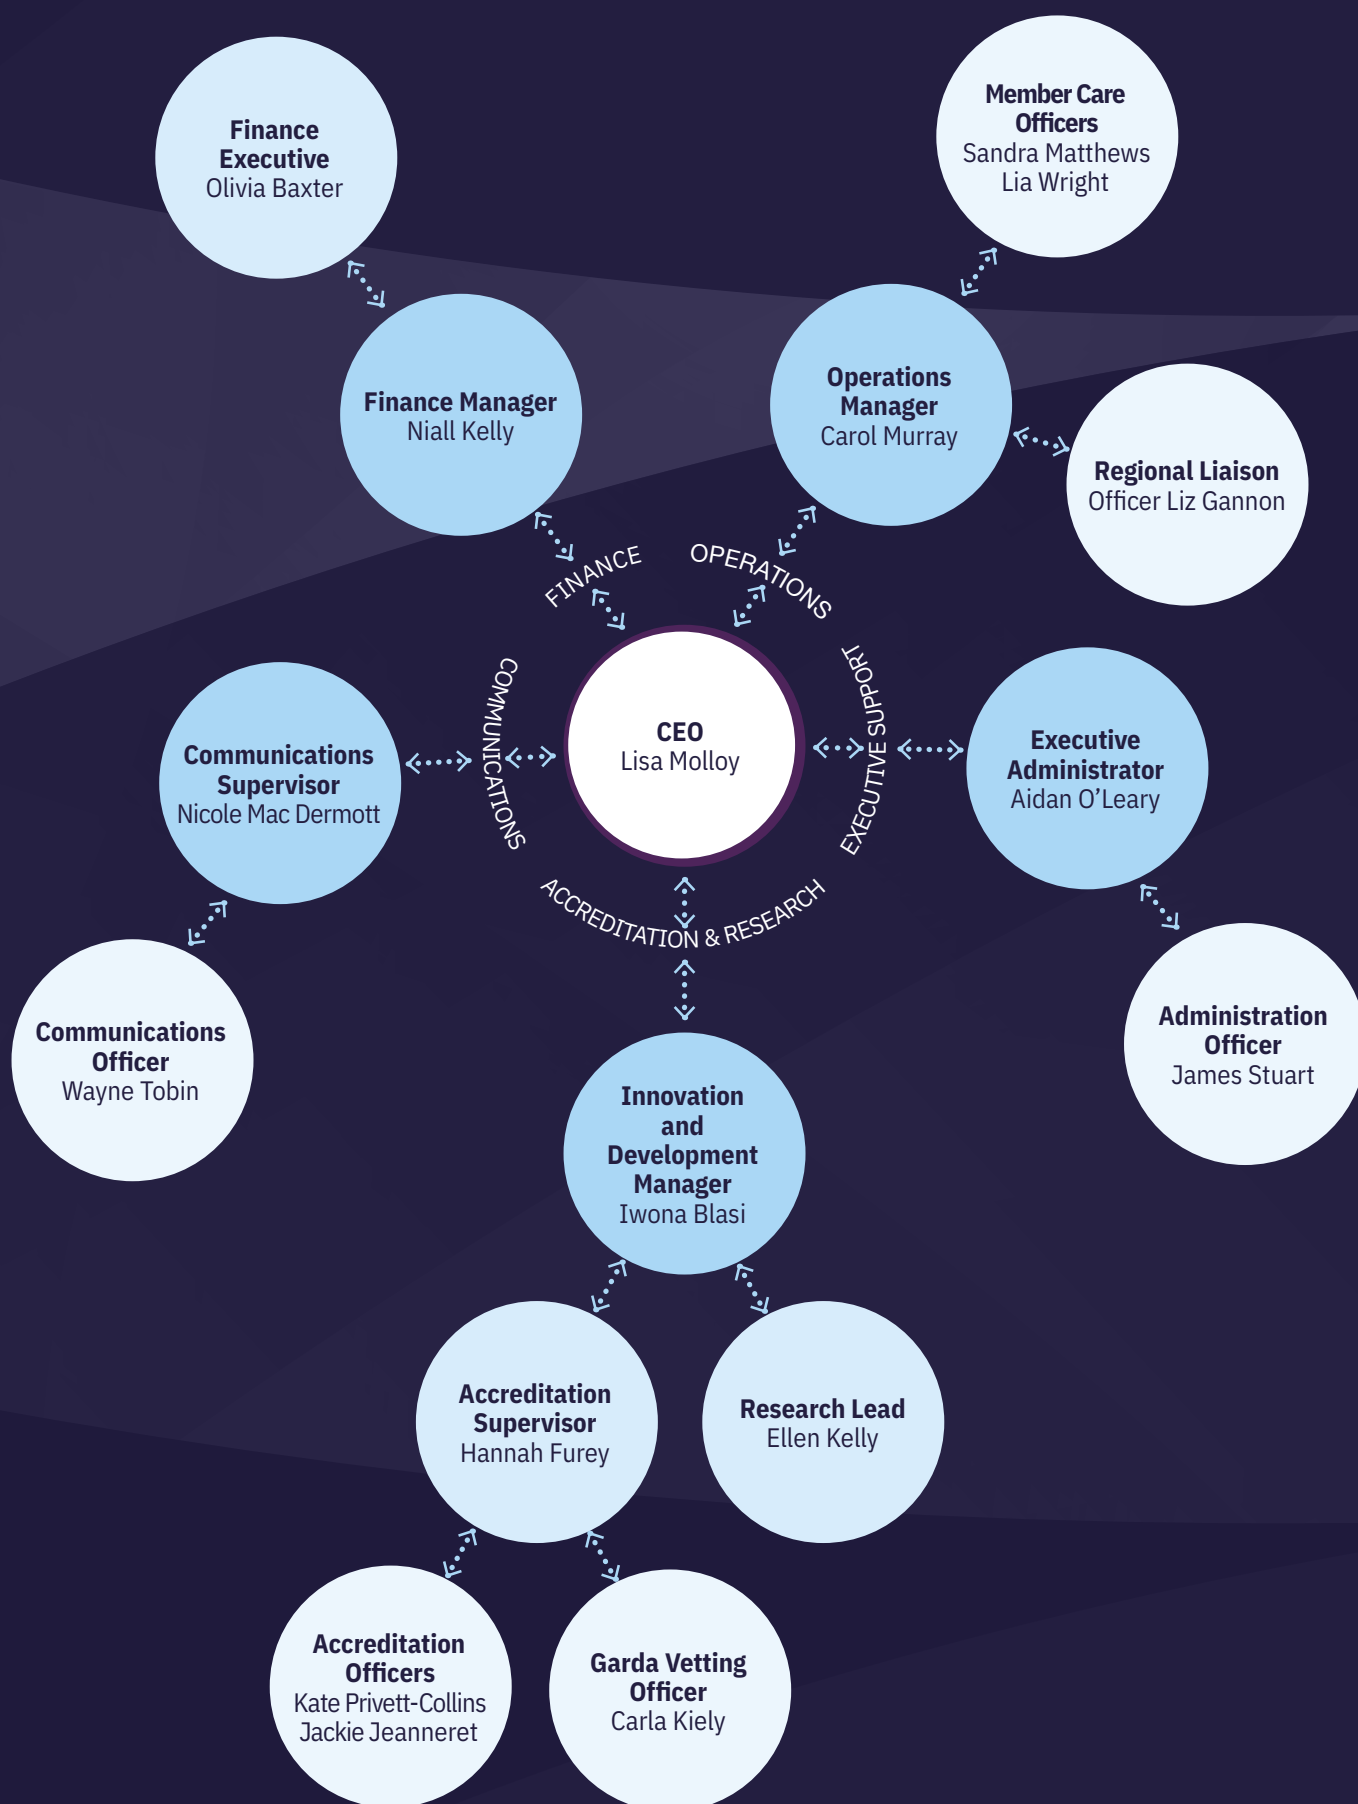 Finance
Executive
Olivia Baxter
Member Care
Officers
Sandra Matthews
Lia Wright
Finance Manager
Niall Kelly
Operations
Manager
Carol Murray
Regional Liaison
Officer Liz Gannon
FINANCE
OPERATIONS
COMMUNICATIONS
EXECUTIVE SUPPORT
ACCREDITATION & RESEARCH
CEO
Lisa Molloy
Communications
Supervisor
Nicole Mac Dermott
Executive
Administrator
Aidan O’Leary
Communications
Officer
Wayne Tobin
Administration
Officer
James Stuart
Innovation
and
Development
Manager
Iwona Blasi
Accreditation
Supervisor
Hannah Furey
Research Lead
Ellen Kelly
Accreditation
Officers
Kate Privett-Collins
Jackie Jeanneret
Garda Vetting
Officer
Carla Kiely